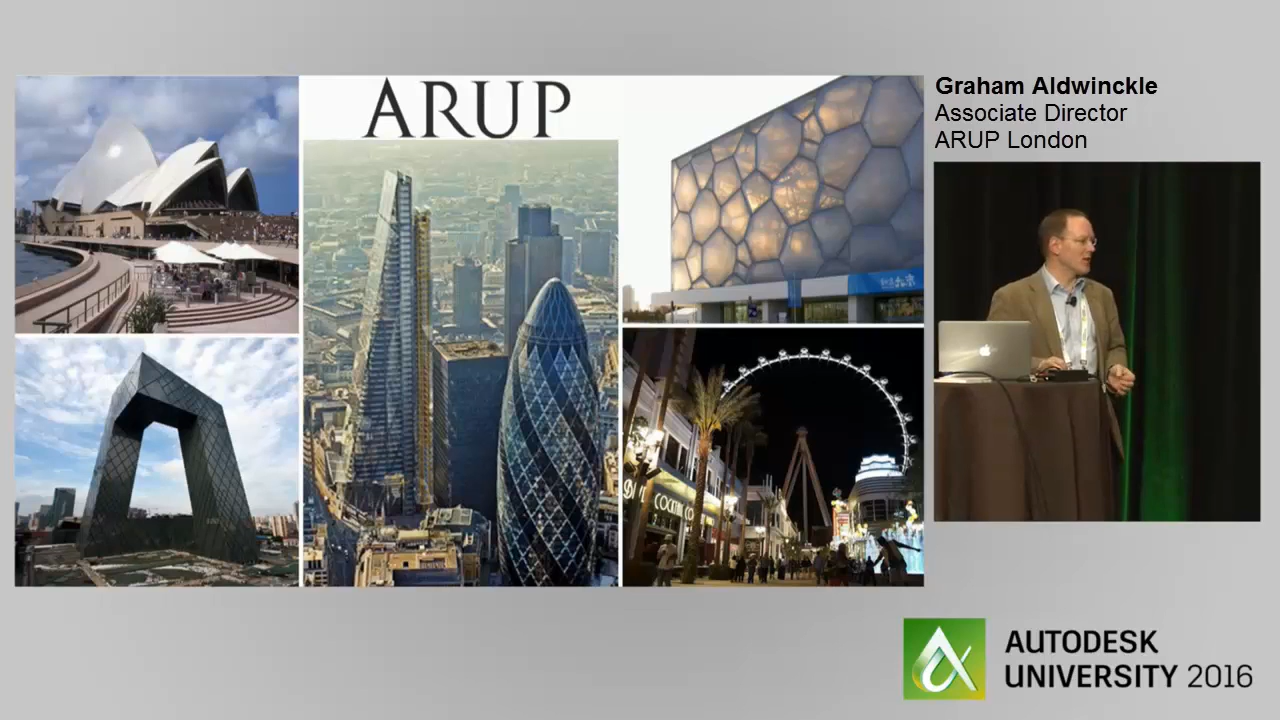 ARUP
Graham Aldwinckle
Associate Director
ARUP London
AUTODESK
UNIVERSITY 2016